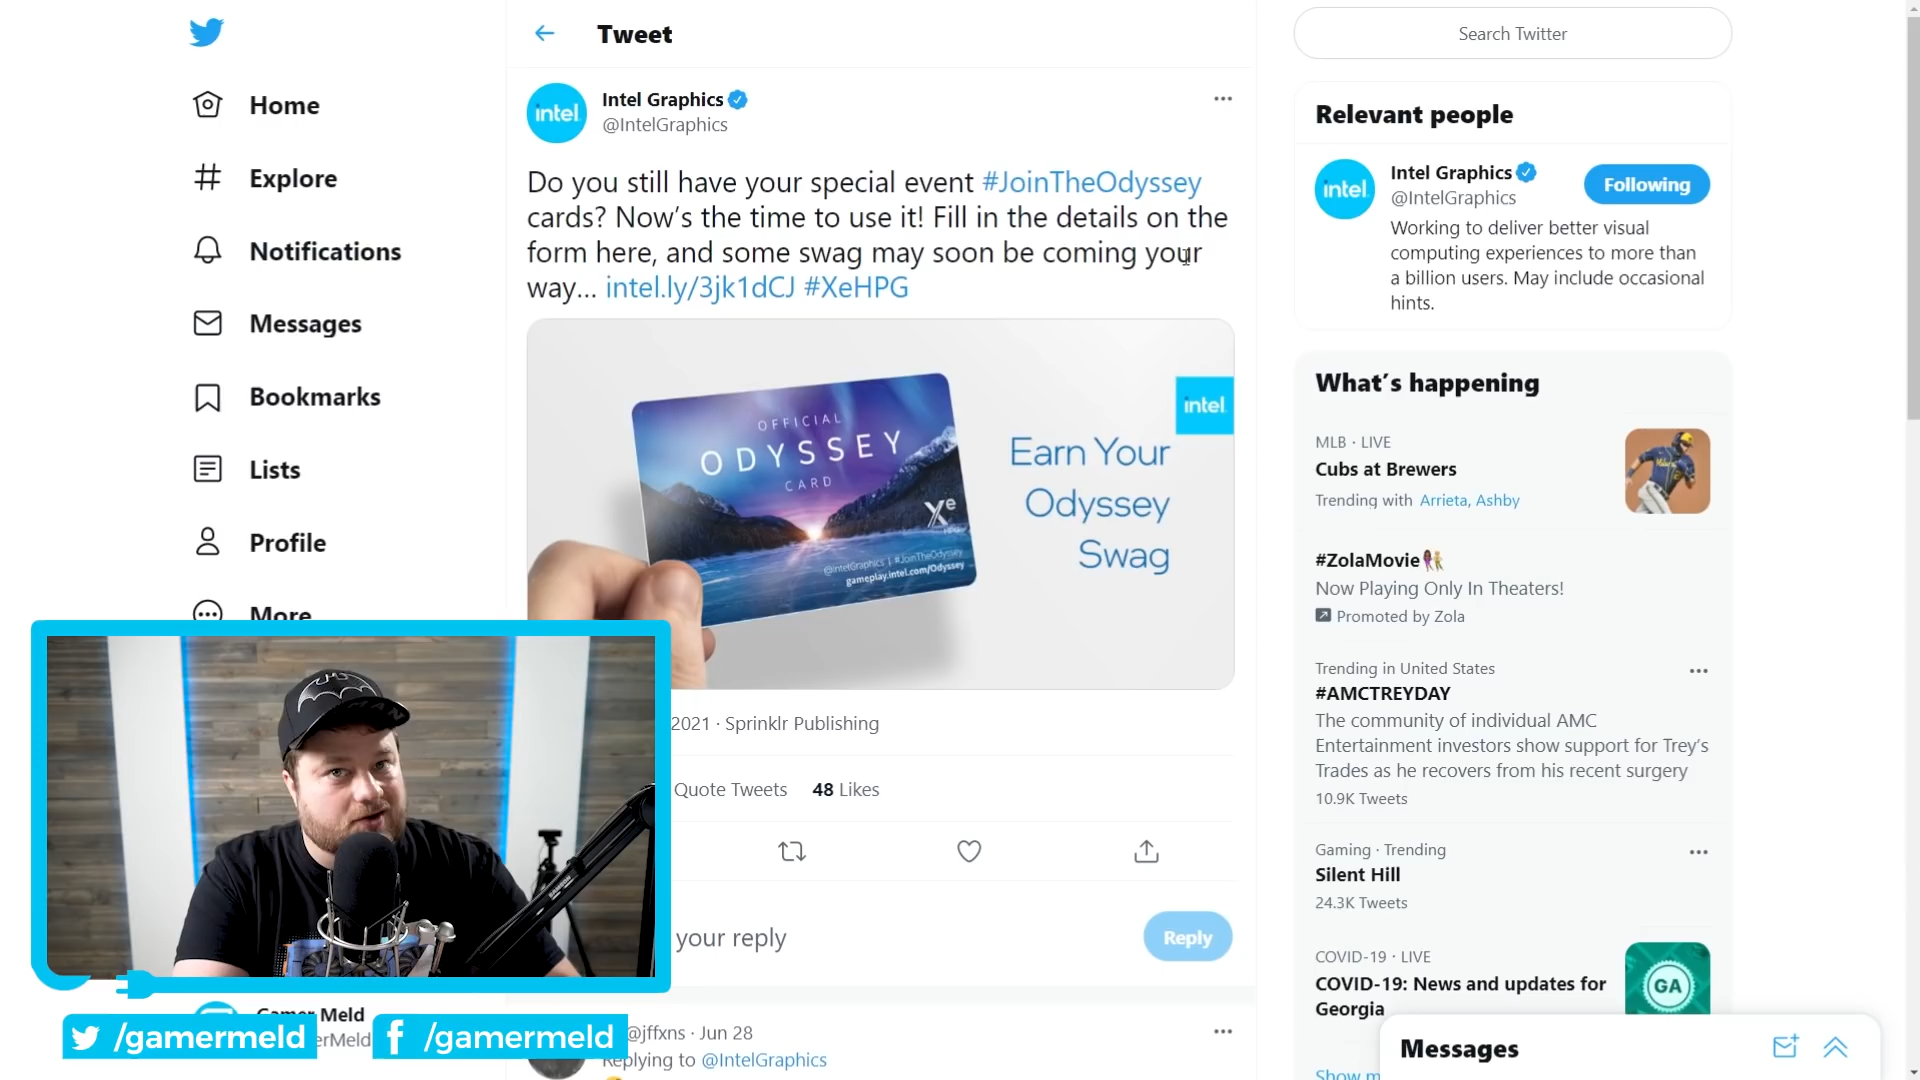 Home
Explore
Notifications
Messages
Bookmarks
Lists
Profile
More
Tweet
intel.
Intel Graphics
@IntelGraphics
Do you still have your special event #JoinTheOdyssey
cards? Now's the time to use it! Fill in the details on the
form here, and some swag may soon be coming your
way... intel.ly/3jk1dCJ #XeHPG
OFFICIAL
ODYSSEY
CARD
Xe
HPG
@IntelGraphics | #JoinTheOdyssey
gameplay.intel.com/Odyssey
intel.
Earn Your
Odyssey
Swag
2021 · Sprinklr Publishing
Quote Tweets 48 Likes
your reply
Reply
@jffxns · Jun 28
Replying to @IntelGraphics
Gamer Meld
erMeld
/gamermeld
/gamermeld
Search Twitter
Relevant people
intel.
Intel Graphics
@IntelGraphics
Following
Working to deliver better visual
computing experiences to more than
a billion users. May include occasional
hints.
What's happening
MLB · LIVE
Cubs at Brewers
Trending with Arrieta, Ashby
#ZolaMovie
Now Playing Only In Theaters!
Promoted by Zola
Trending in United States
#AMCTREYDAY
The community of individual AMC
Entertainment investors show support for Trey's
Trades as he recovers from his recent surgery
10.9K Tweets
Gaming · Trending
Silent Hill
24.3K Tweets
COVID-19 · LIVE
COVID-19: News and updates for
Georgia
GA
Show m
Messages